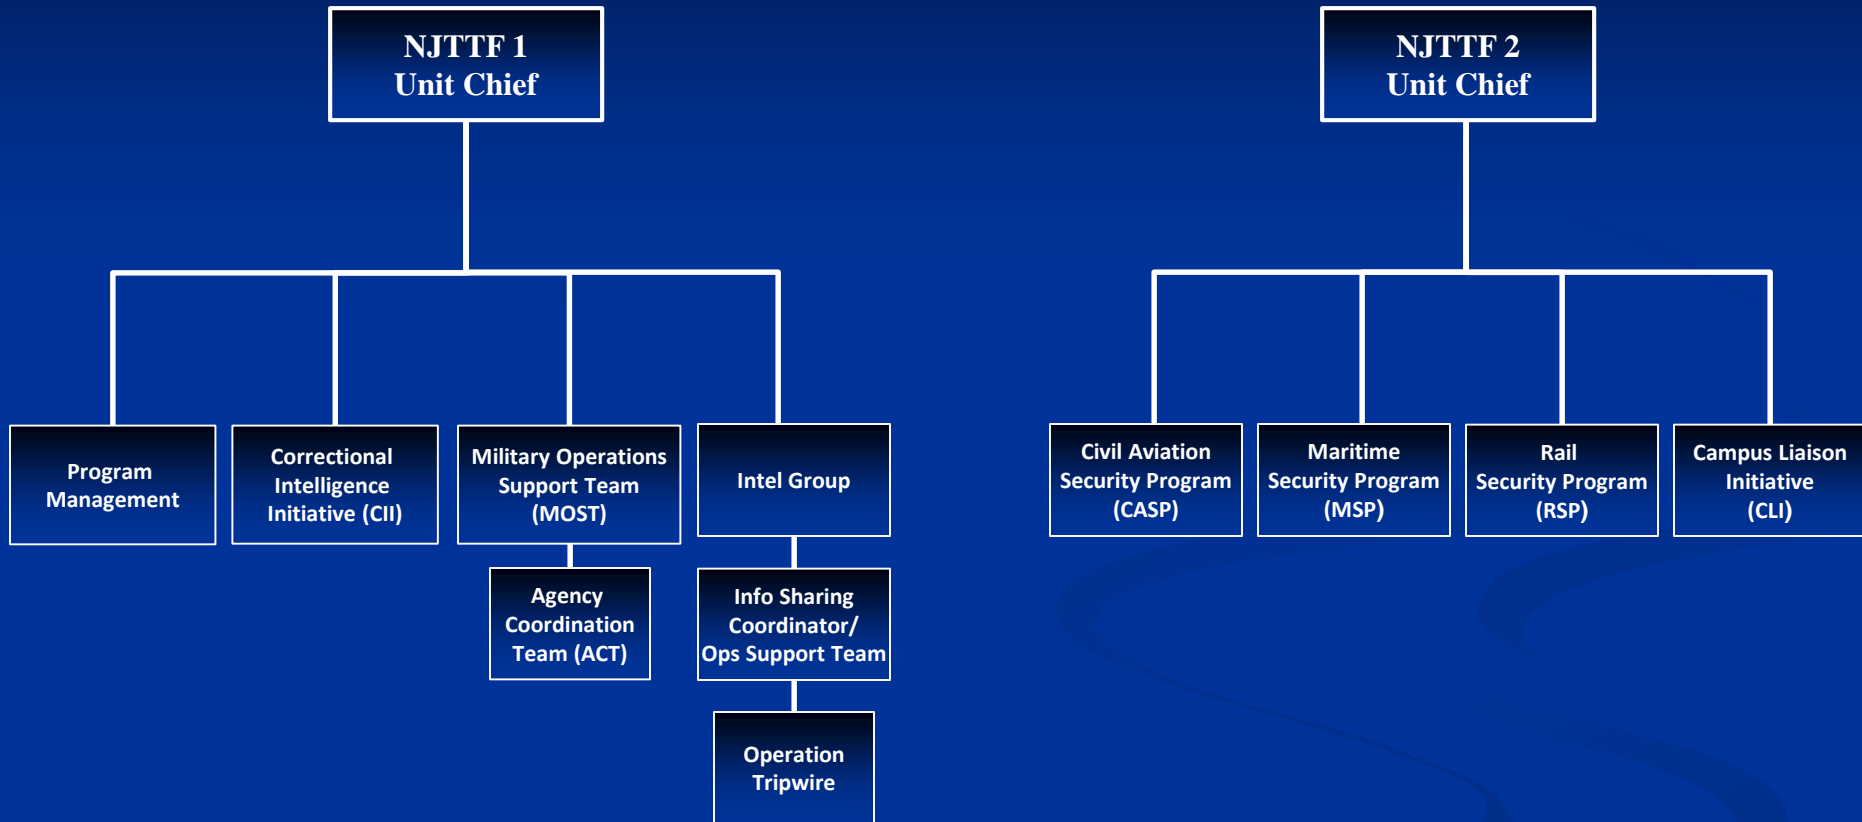 NJTTF 1
Unit Chief
NJTTF 2
Unit Chief
Program
Management
Correctional
Intelligence
Initiative (CII)
Military Operations
Support Team
(MOST)
Intel Group
Civil Aviation
Security Program
(CASP)
Maritime
Security Program
(MSP)
Rail
Security Program
(RSP)
Campus Liaison
Initiative
(CLI)
Agency
Coordination
Team (ACT)
Info Sharing
Coordinator/
Ops Support Team
Operation
Tripwire